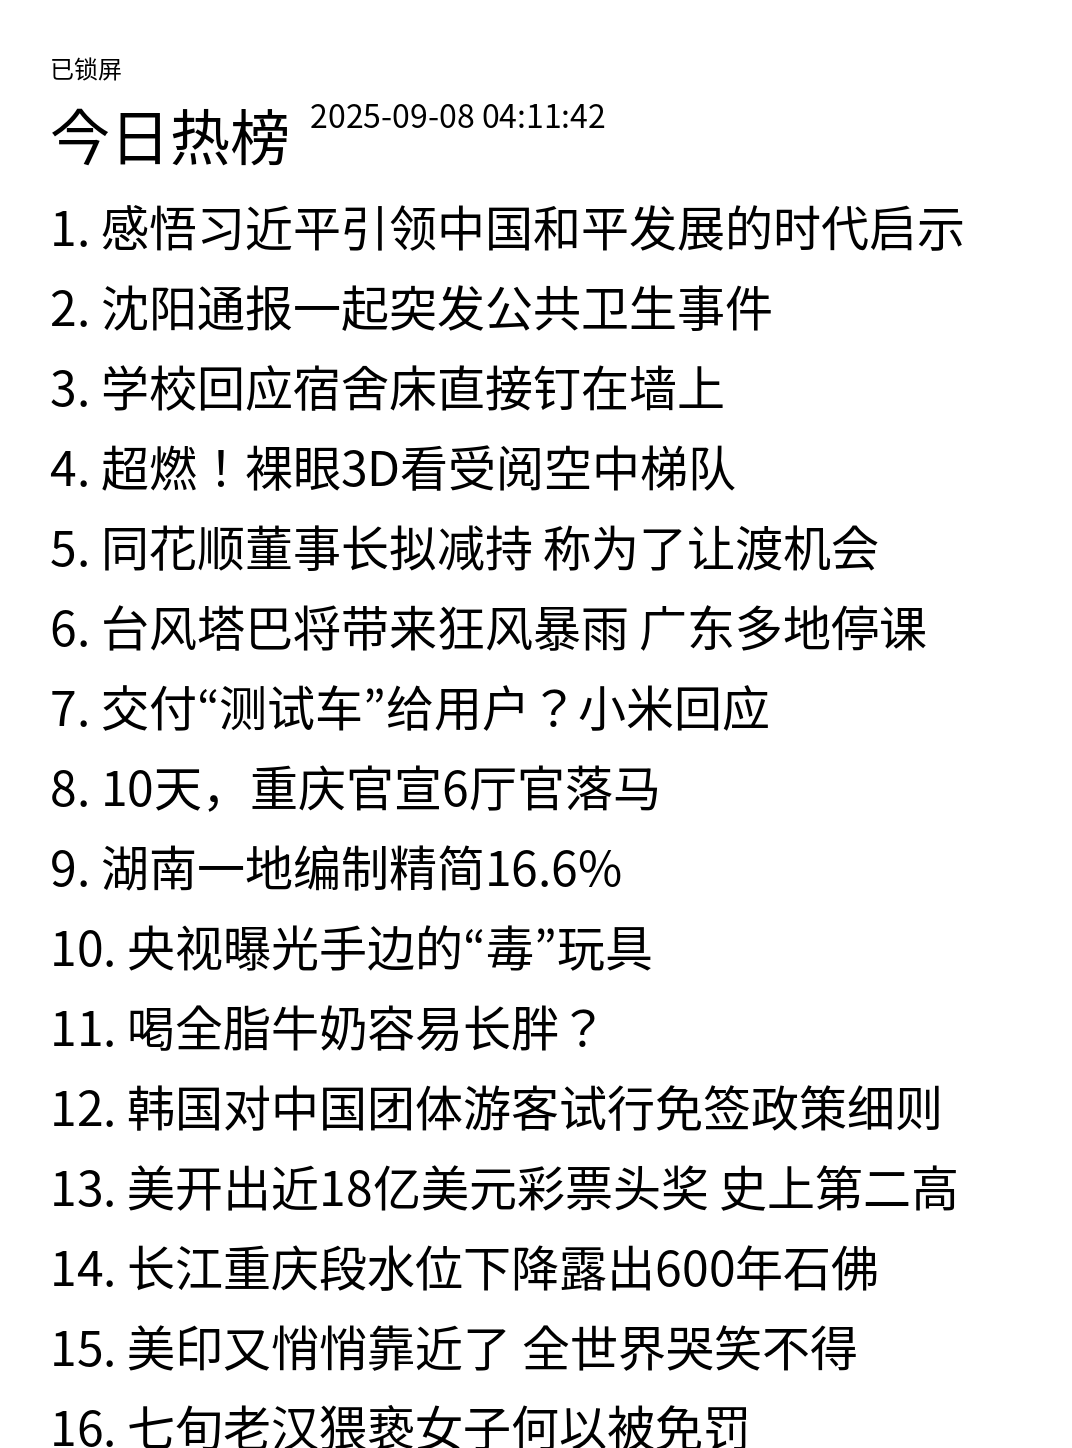 已锁屏
今日热榜 2025-09-08 04:11:42
1. 感悟习近平引领中国和平发展的时代启示
2. 沈阳通报一起突发公共卫生事件
3. 学校回应宿舍床直接钉在墙上
4. 超燃！裸眼3D看受阅空中梯队
5. 同花顺董事长拟减持 称为了让渡机会
6. 台风塔巴将带来狂风暴雨 广东多地停课
7. 交付“测试车”给用户？小米回应
8. 10天，重庆官宣6厅官落马
9. 湖南一地编制精简16.6%
10. 央视曝光手边的“毒”玩具
11. 喝全脂牛奶容易长胖？
12. 韩国对中国团体游客试行免签政策细则
13. 美开出近18亿美元彩票头奖 史上第二高
14. 长江重庆段水位下降露出600年石佛
15. 美印又悄悄靠近了 全世界哭笑不得
16. 七旬老汉猥亵女子何以被免罚